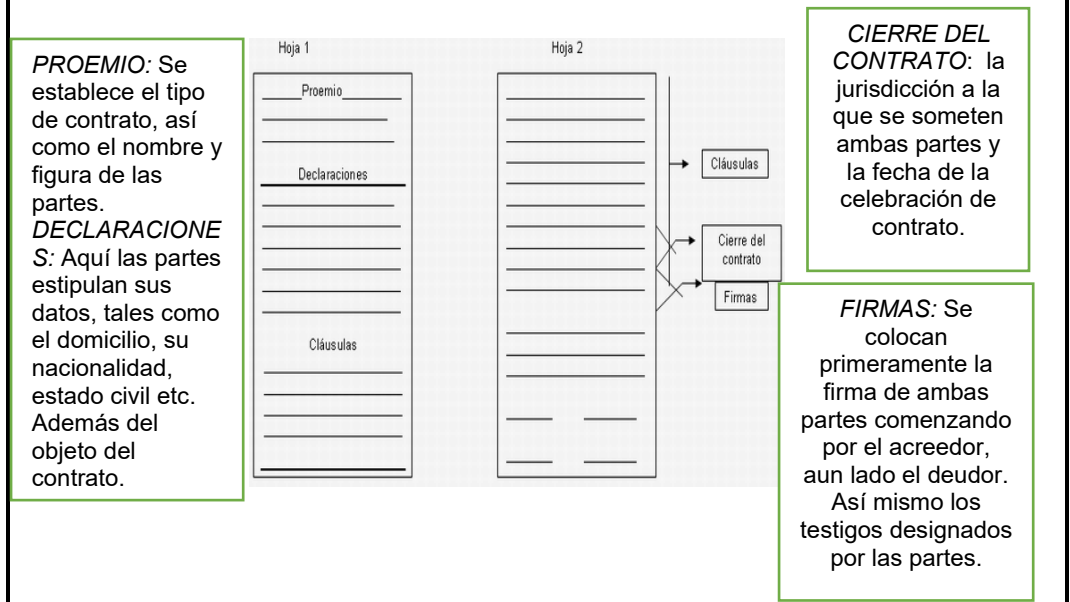 PROEMIO: Se
establece el tipo
de contrato, así
como el nombre y
figura de las
partes.
DECLARACIONE
S: Aquí las partes
estipulan sus
datos, tales como
el domicilio, su
nacionalidad,
estado civil etc.
Además del
objeto del
contrato.
Hoja 1
Proemio
Declaraciones
Cláusulas
Hoja 2
Cláusulas
Cierre del
contrato
Firmas
CIERRE DEL
CONTRATO: la
jurisdicción a la
que se someten
ambas partes y
la fecha de la
celebración de
contrato.
FIRMAS: Se
colocan
primeramente la
firma de ambas
partes comenzando
por el acreedor,
aun lado el deudor.
Así mismo los
testigos designados
por las partes.